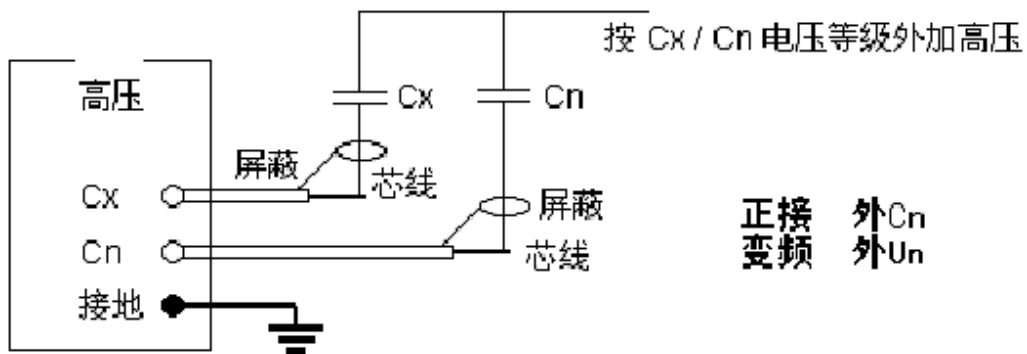 按 Cx / Cn 电压等级外加高压
高压
Cx
Cn
屏蔽
Cx
芯线
屏蔽
Cn
芯线
接地
正接 外Cn
变频 外Un